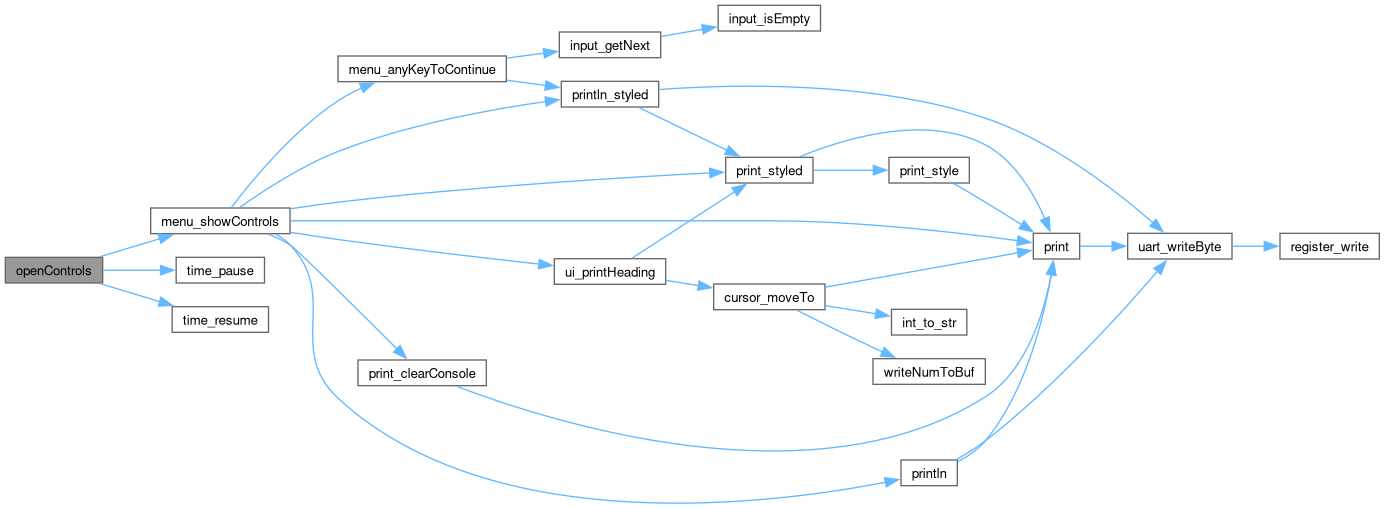 input_isEmpty
input_getNext
menu_anyKeyToContinue
println_styled
print_styled
print_style
menu_showControls
print
uart_writeByte
register_write
openControls
time_pause
ui_printHeading
cursor_moveTo
int_to_str
time_resume
print_clearConsole
writeNumToBuf
println